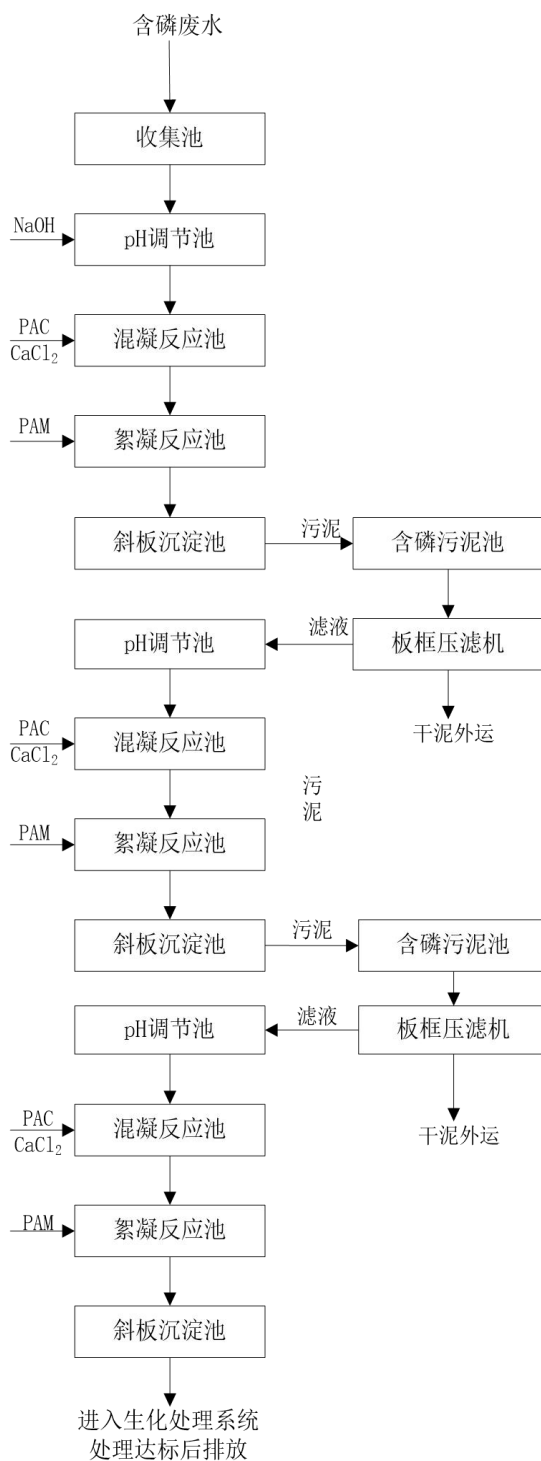 含磷废水
收集池
NaOH
pH调节池
PAC
CaCl₂
混凝反应池
PAM
絮凝反应池
斜板沉淀池
污泥
含磷污泥池
pH调节池
滤液
板框压滤机
干泥外运
PAC
CaCl₂
混凝反应池
污
泥
PAM
絮凝反应池
斜板沉淀池
污泥
含磷污泥池
pH调节池
滤液
板框压滤机
PAC
CaCl₂
混凝反应池
干泥外运
PAM
絮凝反应池
斜板沉淀池
进入生化处理系统
处理达标后排放